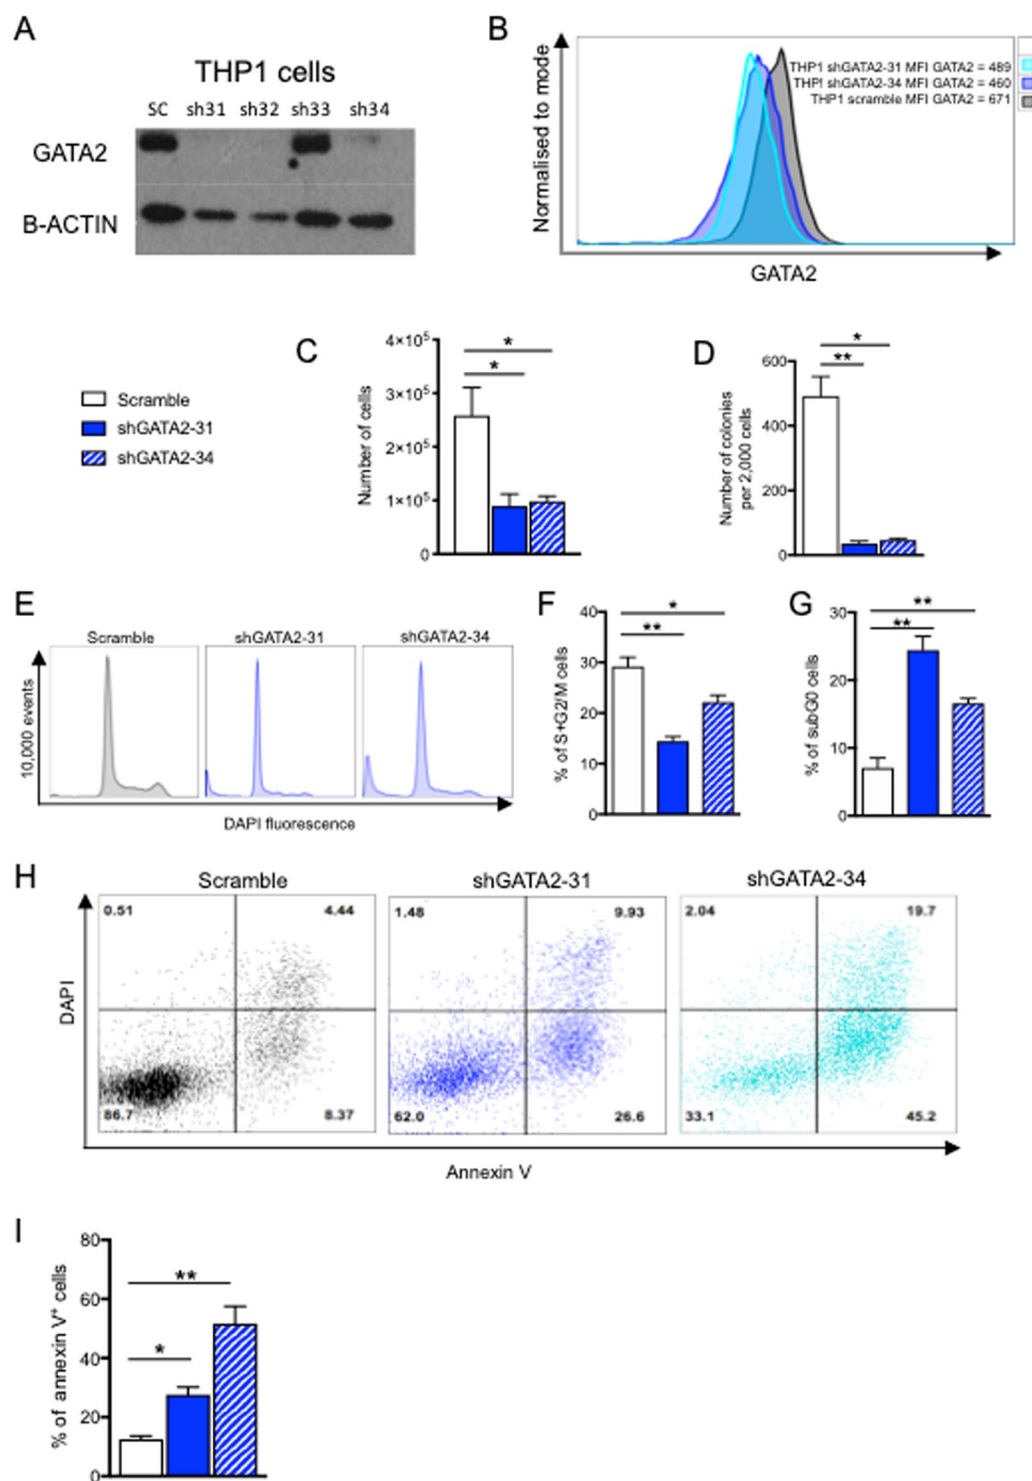 A
THP1 cells
SC sh31 sh32 sh33 sh34
GATA2
B-ACTIN
B
Normalised to mode
THP1 shGATA2-31 MFI GATA2 = 489
THP1 shGATA2-34 MFI GATA2 = 460
THP1 scramble MFI GATA2 = 671
GATA2
Scramble
shGATA2-31
shGATA2-34
C
Number of cells
4×10⁵
3×10⁵
2×10⁵
1×10⁵
0
*
*
D
Number of colonies
per 2,000 cells
600
400
200
0
*
**
E
10,000 events
Scramble
shGATA2-31
shGATA2-34
DAPI fluorescence
F
% of S+G2/M cells
40
30
20
10
0
*
**
G
% of subG0 cells
30
20
10
0
**
**
H
DAPI
Scramble
0.51 4.44
86.7 8.37
shGATA2-31
1.48 9.93
62.0 26.6
shGATA2-34
2.04 19.7
33.1 45.2
Annexin V
I
% of annexin V⁺ cells
80
60
40
20
0
**
*